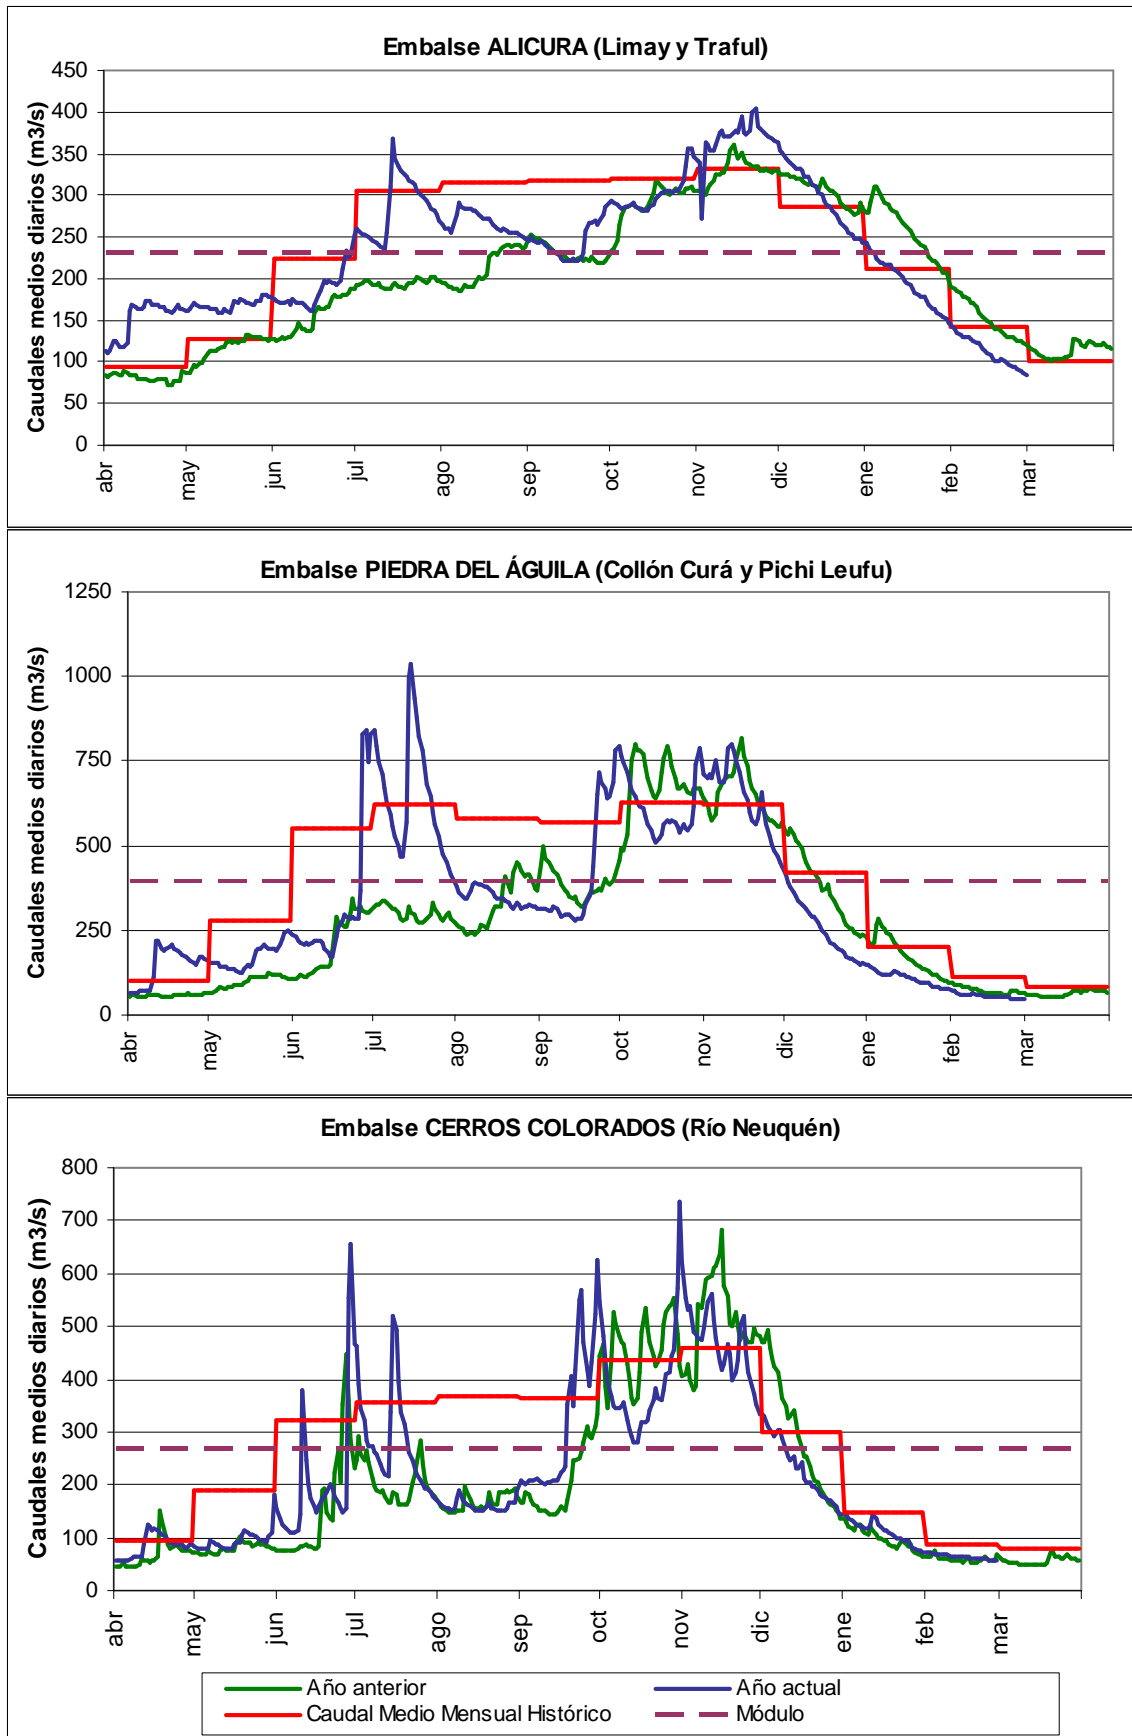 Embalse ALICURA (Limay y Traful)
Caudales medios diarios (m3/s)
450
400
350
300
250
200
150
100
50
0
abr may jun jul ago sep oct nov dic ene feb mar
Embalse PIEDRA DEL ÁGUILA (Collón Curá y Pichi Leufu)
Caudales medios diarios (m3/s)
1250
1000
750
500
250
0
abr may jun jul ago sep oct nov dic ene feb mar
Embalse CERROS COLORADOS (Río Neuquén)
Caudales medios diarios (m3/s)
800
700
600
500
400
300
200
100
0
abr may jun jul ago sep oct nov dic ene feb mar
Año anterior Año actual
Caudal Medio Mensual Histórico Módulo